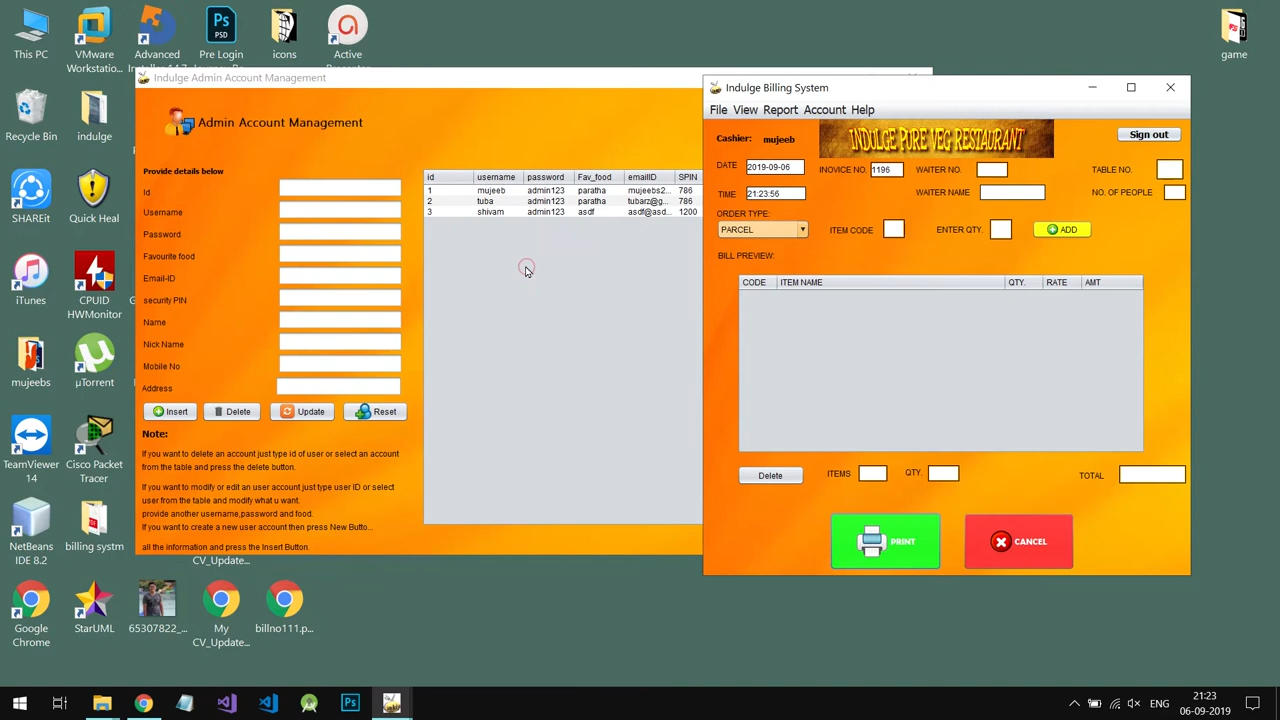 This PC
VMware
Workstatio...
Advanced
Pre Login
icons
Active
Presenter
game
Recycle Bin
indulge
SHAREit
Quick Heal
iTunes
CPUID
HWMonitor
mujeebs
µTorrent
TeamViewer
14
Cisco Packet
Tracer
NetBeans
IDE 8.2
billing systm
CV_Update...
Google
Chrome
StarUML
65307822_...
My
CV_Update...
billno111.p...
Ps
PSD
Indulge Admin Account Management
Admin Account Management
Provide details below
Id
Username
Password
Favourite food
Email-ID
security PIN
Name
Nick Name
Mobile No
Address
Insert Delete Update Reset
Note:
If you want to delete an account just type id of user or select an account
from the table and press the delete button.
If you want to modify or edit an user account just type user ID or select
user from the table and modify what u want.
provide another username,password and food.
If you want to create a new user account then press New Butto...
all the information and press the Insert Button.
id username password Fav_food emailID SPIN
1 mujeeb admin123 paratha mujeebs2... 786
2 tuba admin123 paratha tubarz@g... 786
3 shivam admin123 asdf asdf@asd... 1200
Indulge Billing System
File View Report Account Help
Cashier: mujeeb
INDULGE PURE VEG RESTAURANT
Sign out
DATE 2019-09-06 INOVICE NO. 1196 WAITER NO. TABLE NO.
TIME 21:23:56 WAITER NAME NO. OF PEOPLE
ORDER TYPE:
PARCEL ITEM CODE ENTER QTY. ADD
BILL PREVIEW:
CODE ITEM NAME QTY. RATE AMT
Delete ITEMS QTY. TOTAL
PRINT CANCEL
Ps
ENG
21:23
06-09-2019